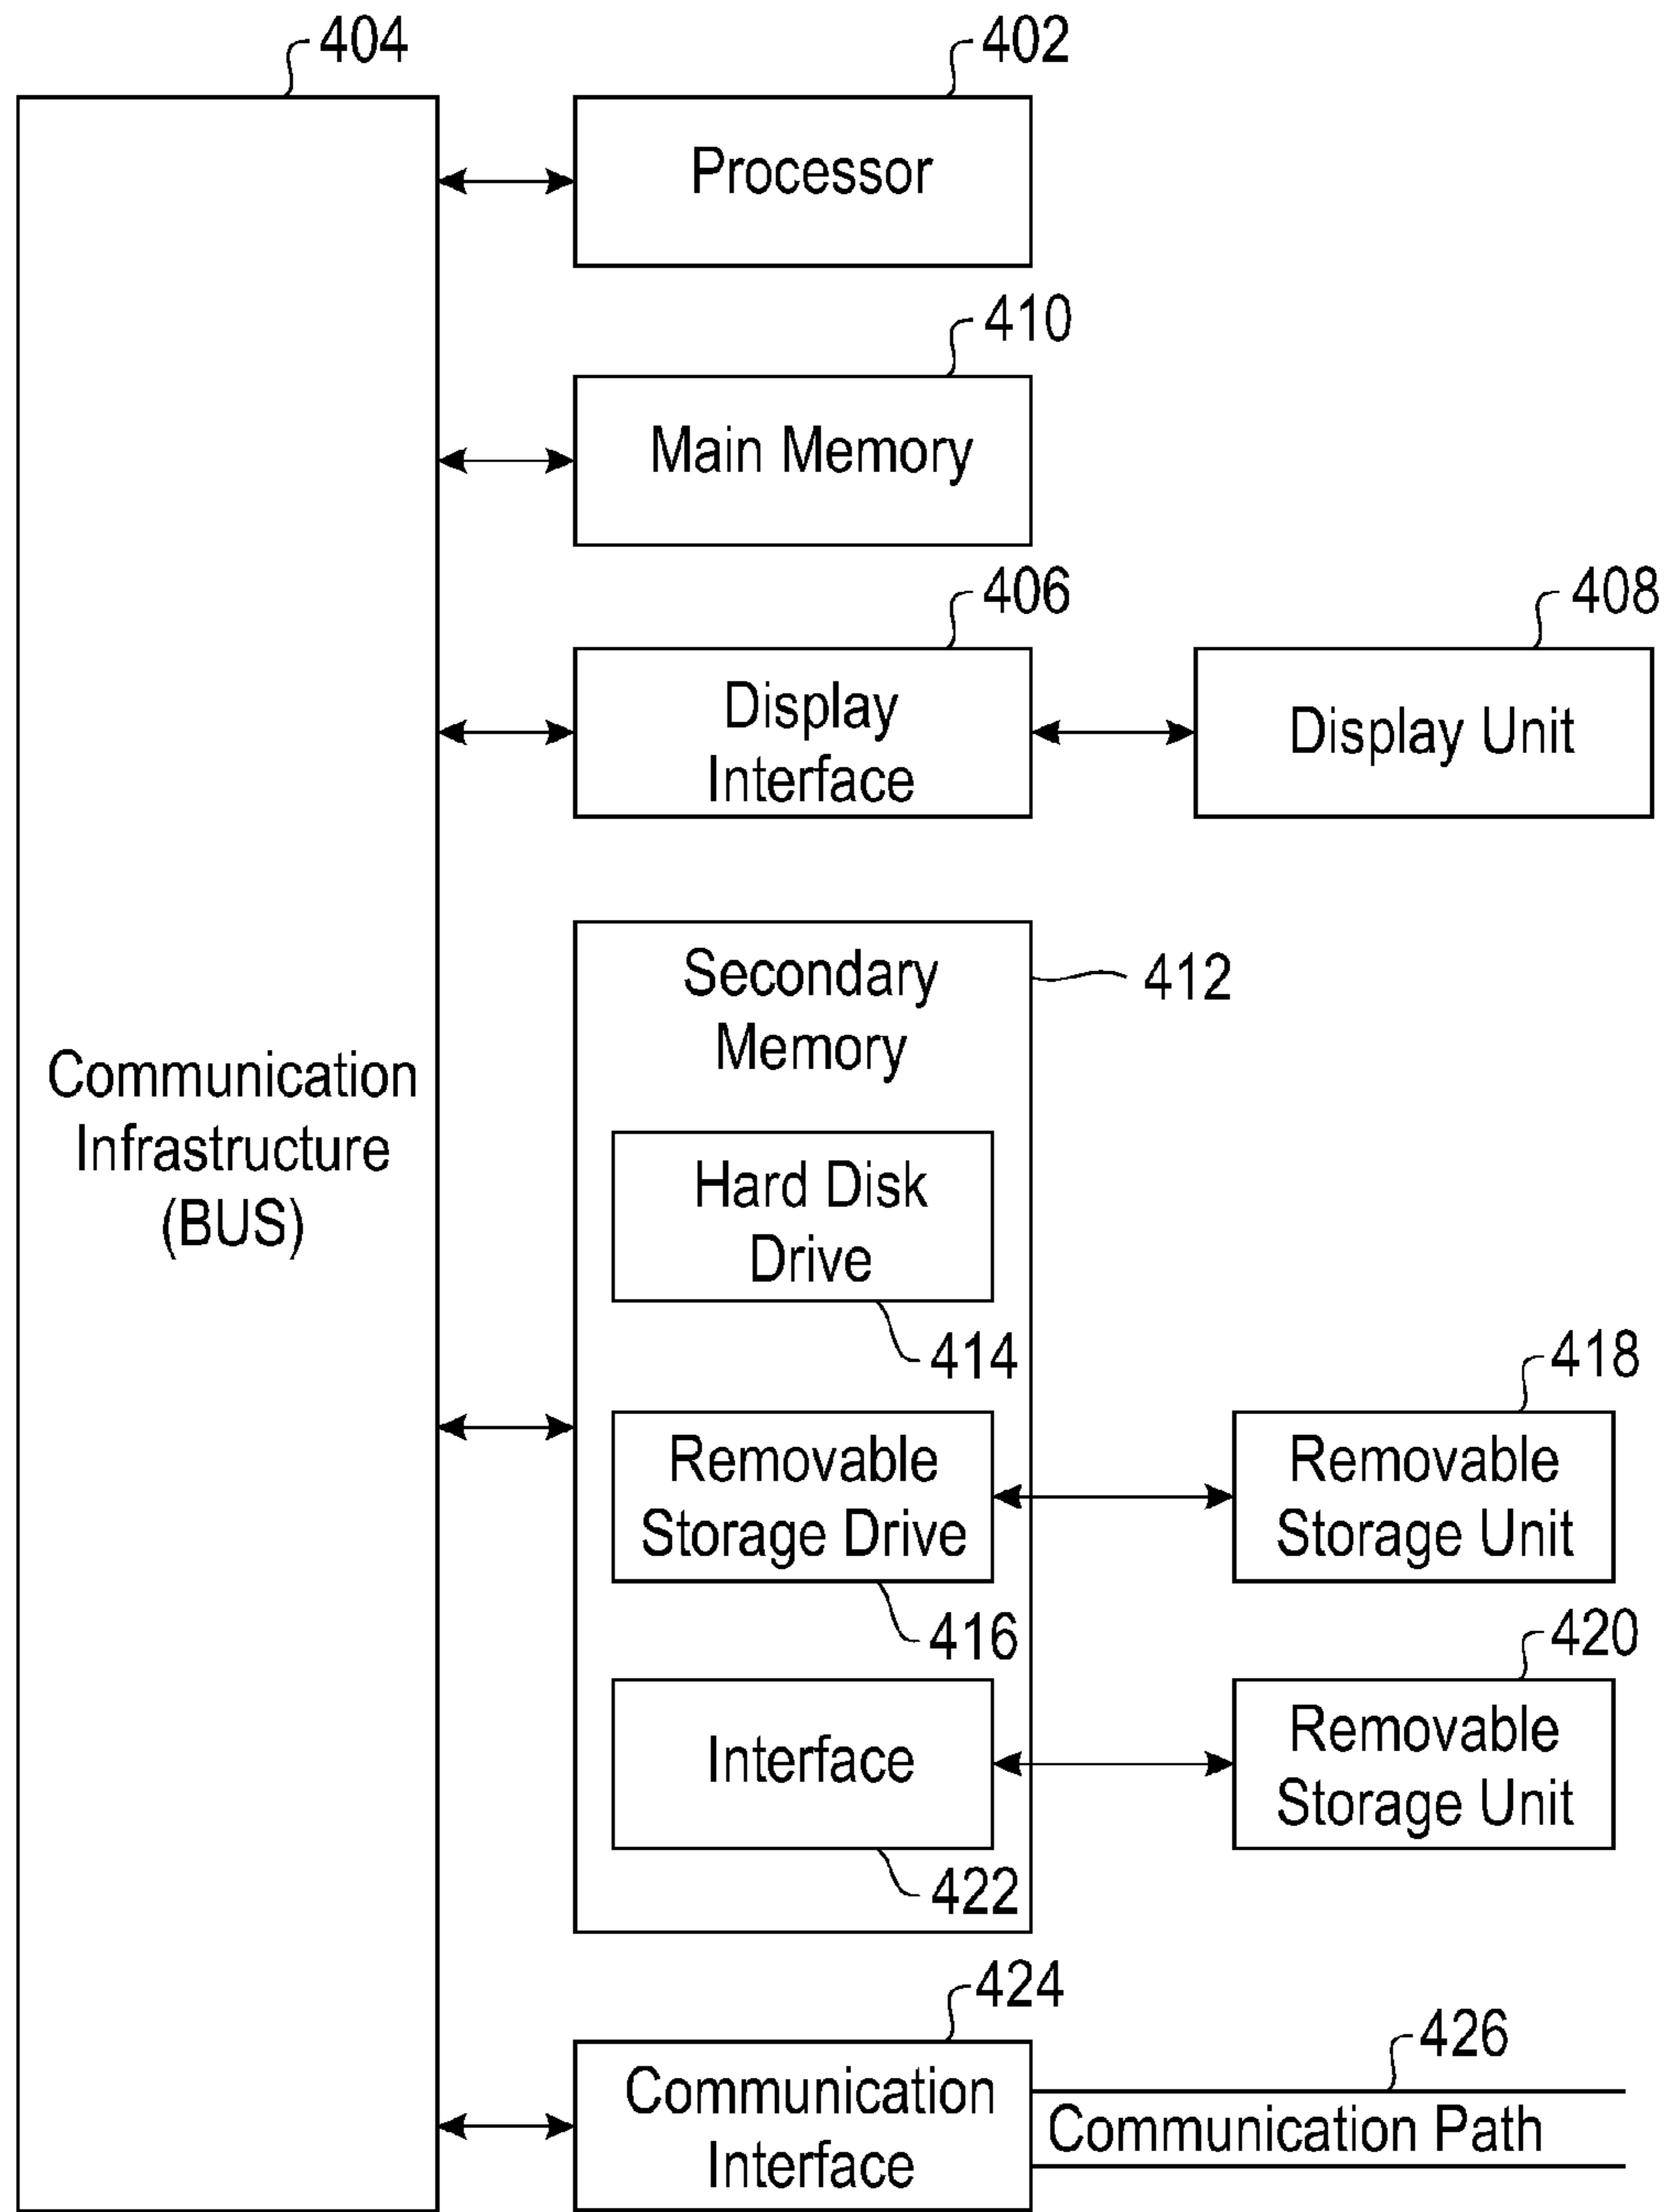 404
402
Processor
410
Main Memory
406
408
Display
Interface
Display Unit
Secondary
Memory
412
Communication
Infrastructure
(BUS)
Hard Disk
Drive
414
418
Removable
Storage Drive
Removable
Storage Unit
416
420
Interface
Removable
Storage Unit
422
424
426
Communication
Interface
Communication Path